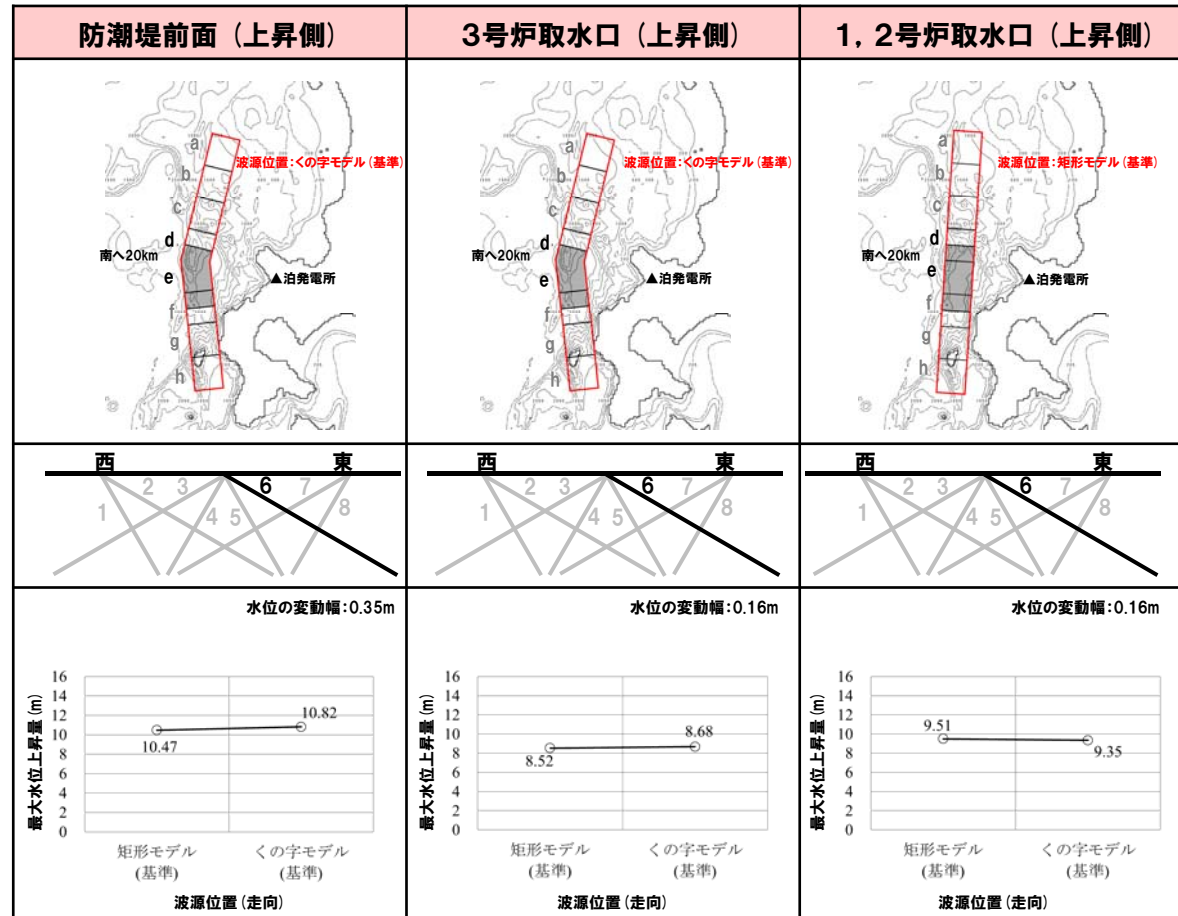 防潮堤前面（上昇側）
3号炉取水口（上昇側）
1，2号炉取水口（上昇側）
波源位置:くの字モデル(基準)
a
b
c
d
南へ20km
e
▲泊発電所
f
g
h
波源位置:くの字モデル(基準)
a
b
c
d
南へ20km
e
▲泊発電所
f
g
h
波源位置:矩形モデル(基準)
a
b
c
d
南へ20km
e
▲泊発電所
f
g
h
西 東
1 2 3 4 5 6 7 8
西 東
1 2 3 4 5 6 7 8
西 東
1 2 3 4 5 6 7 8
水位の変動幅:0.35m
最大水位上昇量(m)
16
14
12
10
8
6
4
2
0
10.47
10.82
矩形モデル
(基準)
くの字モデル
(基準)
波源位置(走向)
水位の変動幅:0.16m
最大水位上昇量(m)
16
14
12
10
8
6
4
2
0
8.52
8.68
矩形モデル
(基準)
くの字モデル
(基準)
波源位置(走向)
水位の変動幅:0.16m
最大水位上昇量(m)
16
14
12
10
8
6
4
2
0
9.51
9.35
矩形モデル
(基準)
くの字モデル
(基準)
波源位置(走向)